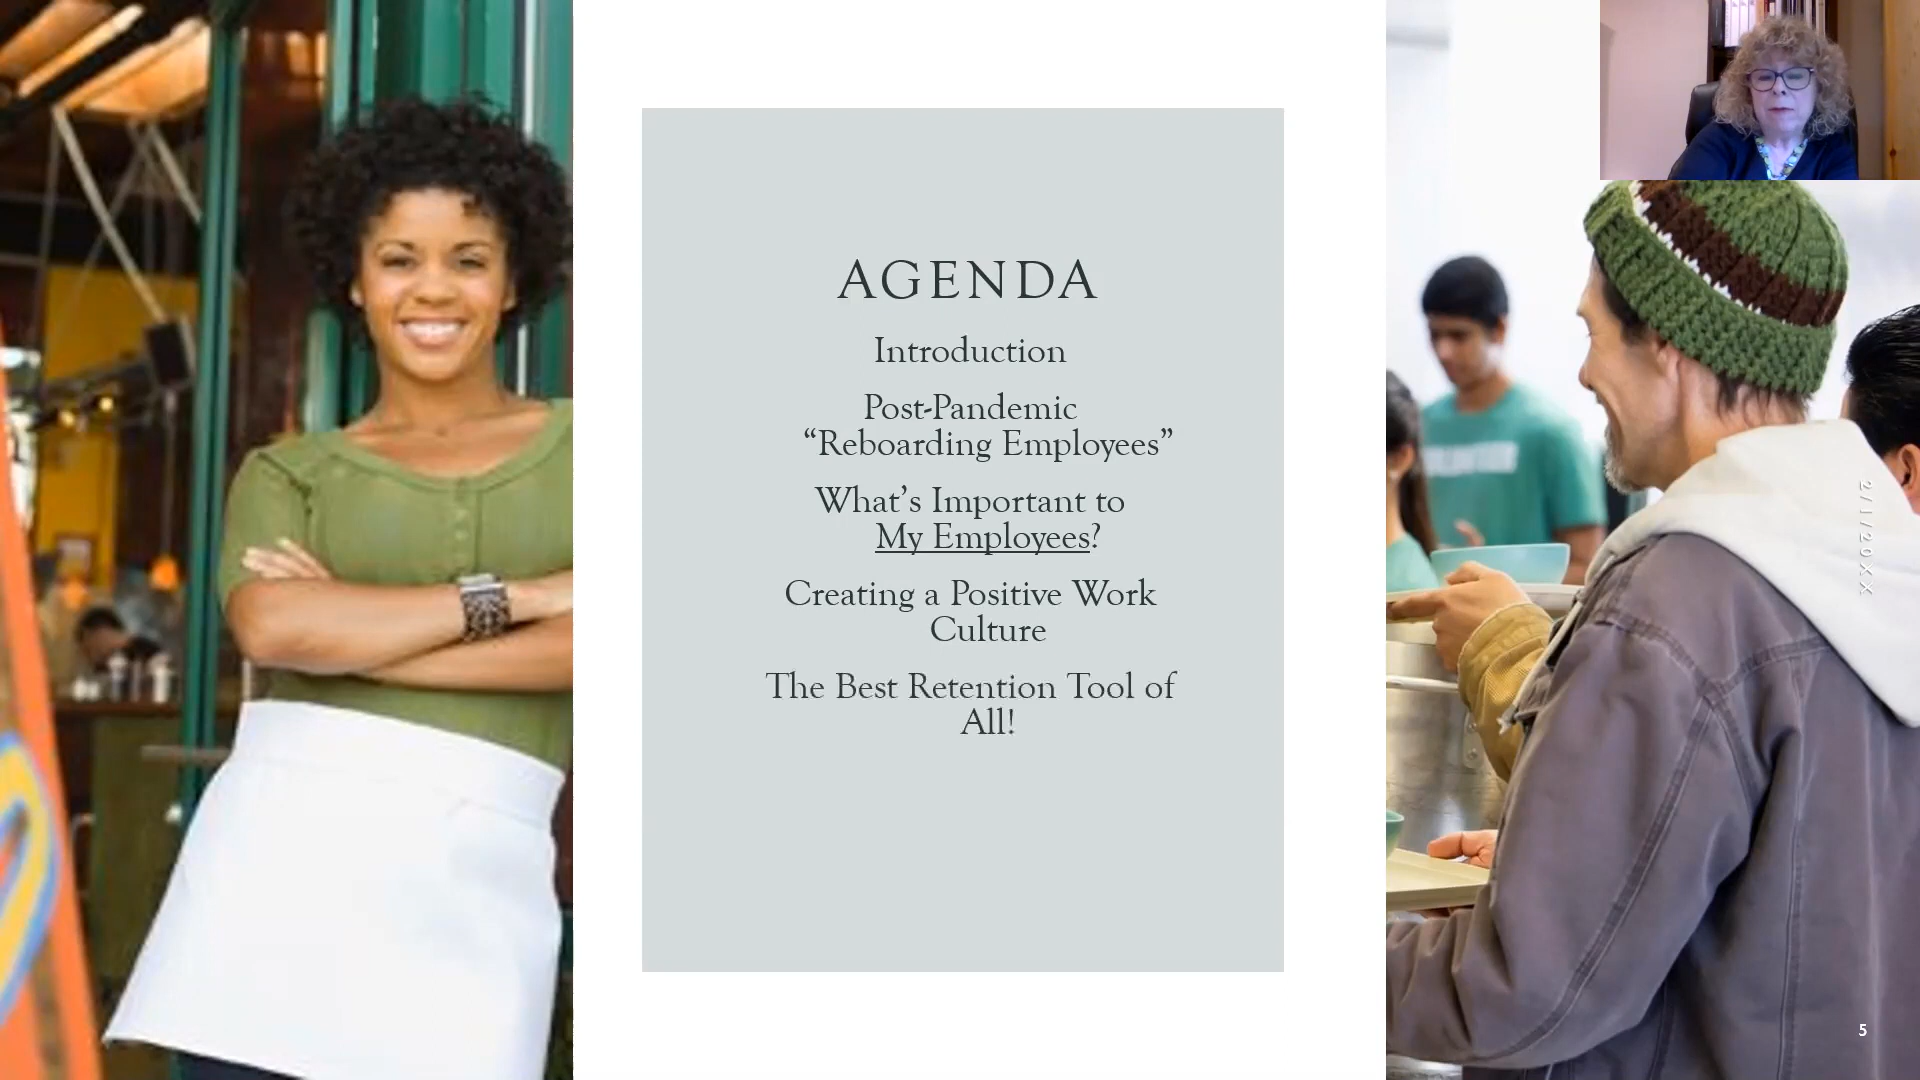 AGENDA
Introduction
Post-Pandemic
“Reboarding Employees”
What’s Important to
My Employees?
Creating a Positive Work
Culture
The Best Retention Tool of
All!
2/1/20XX
5